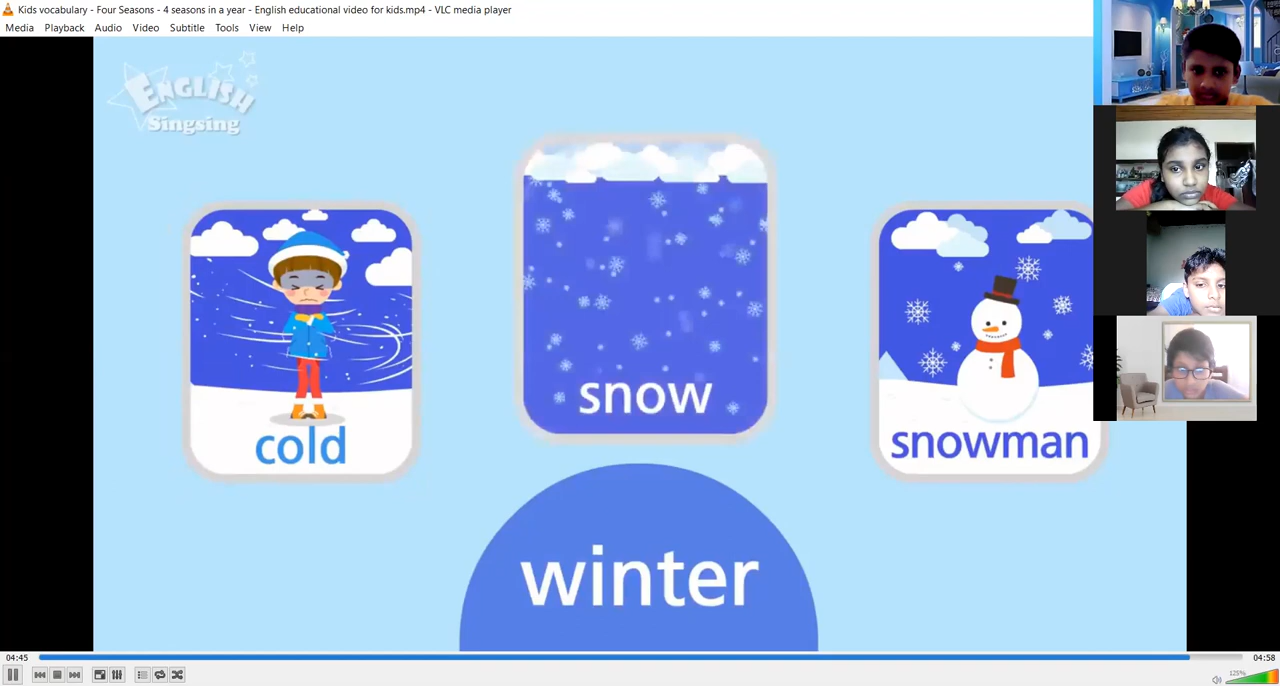 Kids vocabulary - Four Seasons - 4 seasons in a year - English educational video for kids.mp4 - VLC media player
Media Playback Audio Video Subtitle Tools View Help
ENGLISH
Singsing
cold
snow
snowman
winter
04:45
04:58
125%